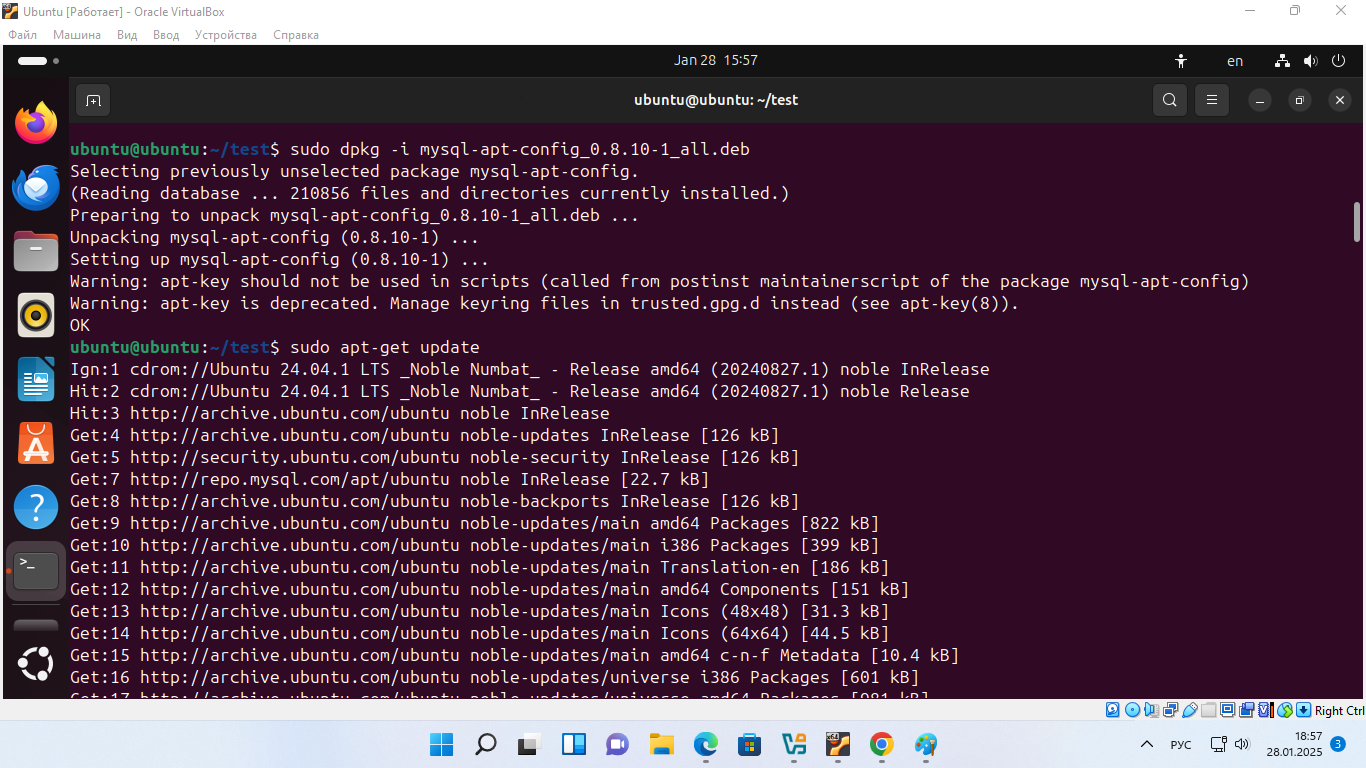 Ubuntu [Работает] - Oracle VirtualBox
Файл Машина Вид Ввод Устройства Справка
Jan 28 15:57
en
ubuntu@ubuntu: ~/test
ubuntu@ubuntu:~/test$ sudo dpkg -i mysql-apt-config_0.8.10-1_all.deb
Selecting previously unselected package mysql-apt-config.
(Reading database ... 210856 files and directories currently installed.)
Preparing to unpack mysql-apt-config_0.8.10-1_all.deb ...
Unpacking mysql-apt-config (0.8.10-1) ...
Setting up mysql-apt-config (0.8.10-1) ...
Warning: apt-key should not be used in scripts (called from postinst maintainerscript of the package mysql-apt-config)
Warning: apt-key is deprecated. Manage keyring files in trusted.gpg.d instead (see apt-key(8)).
OK
ubuntu@ubuntu:~/test$ sudo apt-get update
Ign:1 cdrom://Ubuntu 24.04.1 LTS _Noble Numbat_ - Release amd64 (20240827.1) noble InRelease
Hit:2 cdrom://Ubuntu 24.04.1 LTS _Noble Numbat_ - Release amd64 (20240827.1) noble Release
Hit:3 http://archive.ubuntu.com/ubuntu noble InRelease
Get:4 http://archive.ubuntu.com/ubuntu noble-updates InRelease [126 kB]
Get:5 http://security.ubuntu.com/ubuntu noble-security InRelease [126 kB]
Get:7 http://repo.mysql.com/apt/ubuntu noble InRelease [22.7 kB]
Get:8 http://archive.ubuntu.com/ubuntu noble-backports InRelease [126 kB]
Get:9 http://archive.ubuntu.com/ubuntu noble-updates/main amd64 Packages [822 kB]
Get:10 http://archive.ubuntu.com/ubuntu noble-updates/main i386 Packages [399 kB]
Get:11 http://archive.ubuntu.com/ubuntu noble-updates/main Translation-en [186 kB]
Get:12 http://archive.ubuntu.com/ubuntu noble-updates/main amd64 Components [151 kB]
Get:13 http://archive.ubuntu.com/ubuntu noble-updates/main Icons (48x48) [31.3 kB]
Get:14 http://archive.ubuntu.com/ubuntu noble-updates/main Icons (64x64) [44.5 kB]
Get:15 http://archive.ubuntu.com/ubuntu noble-updates/main amd64 c-n-f Metadata [10.4 kB]
Get:16 http://archive.ubuntu.com/ubuntu noble-updates/universe i386 Packages [601 kB]
Get:17 http://archive.ubuntu.com/ubuntu noble-updates/universe amd64 Packages [981 kB]
Right Ctrl
РУС
18:57
28.01.2025
3